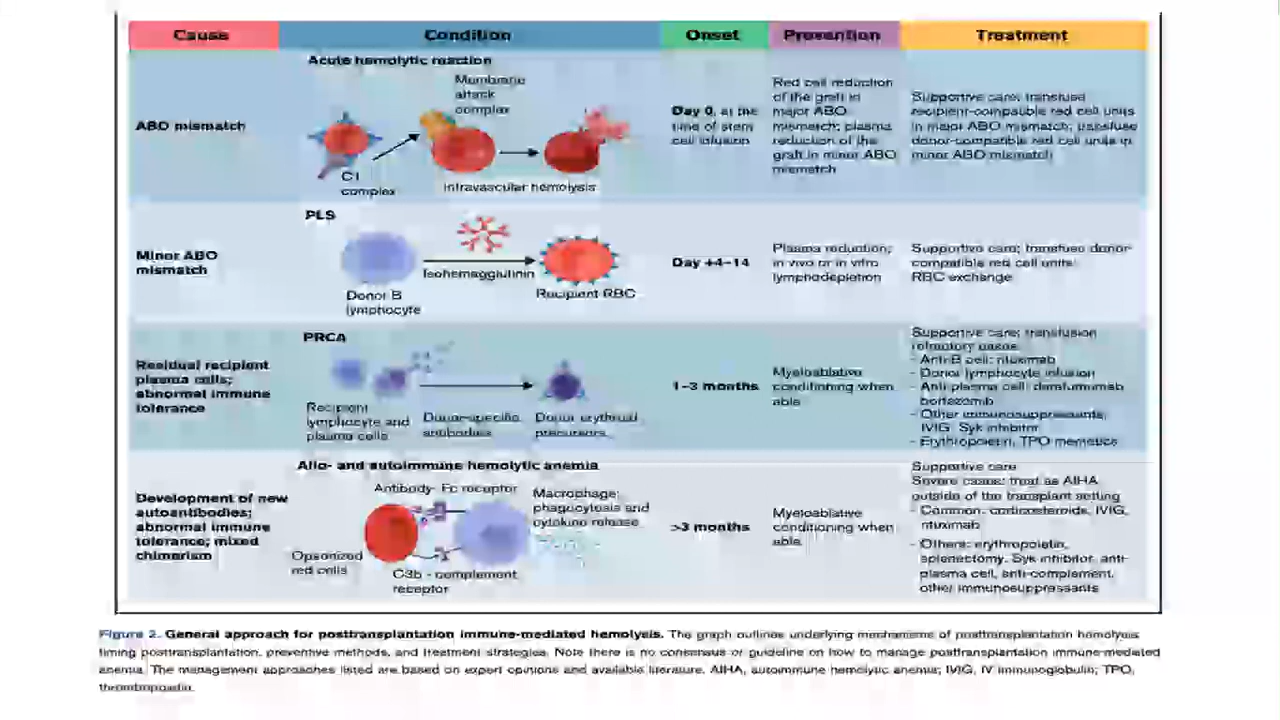 Cause Condition Onset Prevention Treatment
Acute hemolytic reaction
ABO mismatch
Membrane
attack
complex
C1
complex
Intravascular hemolysis
Day 0, at the
time of stem
cell infusion
Red cell reduction
of the graft in
major ABO
mismatch; plasma
reduction of the
graft in minor ABO
mismatch
Supportive care; transfuse
recipient-compatible red cell units
in major ABO mismatch; transfuse
donor-compatible red cell units in
minor ABO mismatch
PLS
Minor ABO
mismatch
Isohemagglutinin
Donor B
lymphocyte
Recipient RBC
Day +4–14
Plasma reduction;
in vivo or in vitro
lymphodepletion
Supportive care; transfuse donor-
compatible red cell units
RBC exchange
PRCA
Residual recipient
plasma cells;
abnormal immune
tolerance
Recipient
lymphocyte and
plasma cells
Donor-specific
antibodies
Donor erythroid
precursors
1–3 months
Myeloablative
conditioning when
able
Supportive care; transfusion
refractory cases
- Anti-B cell: rituximab
- Donor lymphocyte infusion
- Anti-plasma cell: daratumumab
bortezomib
- Other immunosuppressants,
IVIG, Syk inhibitor
- Erythropoietin, TPO memetics
Allo- and autoimmune hemolytic anemia
Development of new
autoantibodies;
abnormal immune
tolerance; mixed
chimerism
Antibody- Fc receptor
Macrophage:
phagocytosis and
cytokine release
Opsonized
red cells
C3b - complement
receptor
>3 months
Myeloablative
conditioning when
able
Supportive care
Severe cases: treat as AIHA
outside of the transplant setting
- Common: corticosteroids, IVIG,
rituximab
- Others: erythropoietin,
splenectomy, Syk inhibitor, anti-
plasma cell, anti-complement,
other immunosuppressants
Figure 2. General approach for posttransplantation immune-mediated hemolysis. The graph outlines underlying mechanisms of posttransplantation hemolysis
timing posttransplantation, preventive methods, and treatment strategies. Note there is no consensus or guideline on how to manage posttransplantation immune-mediated
anemia. The management approaches listed are based on expert opinions and available literature. AIHA, autoimmune hemolytic anemia; IVIG, IV immunoglobulin; TPO,
thrombopoietin.